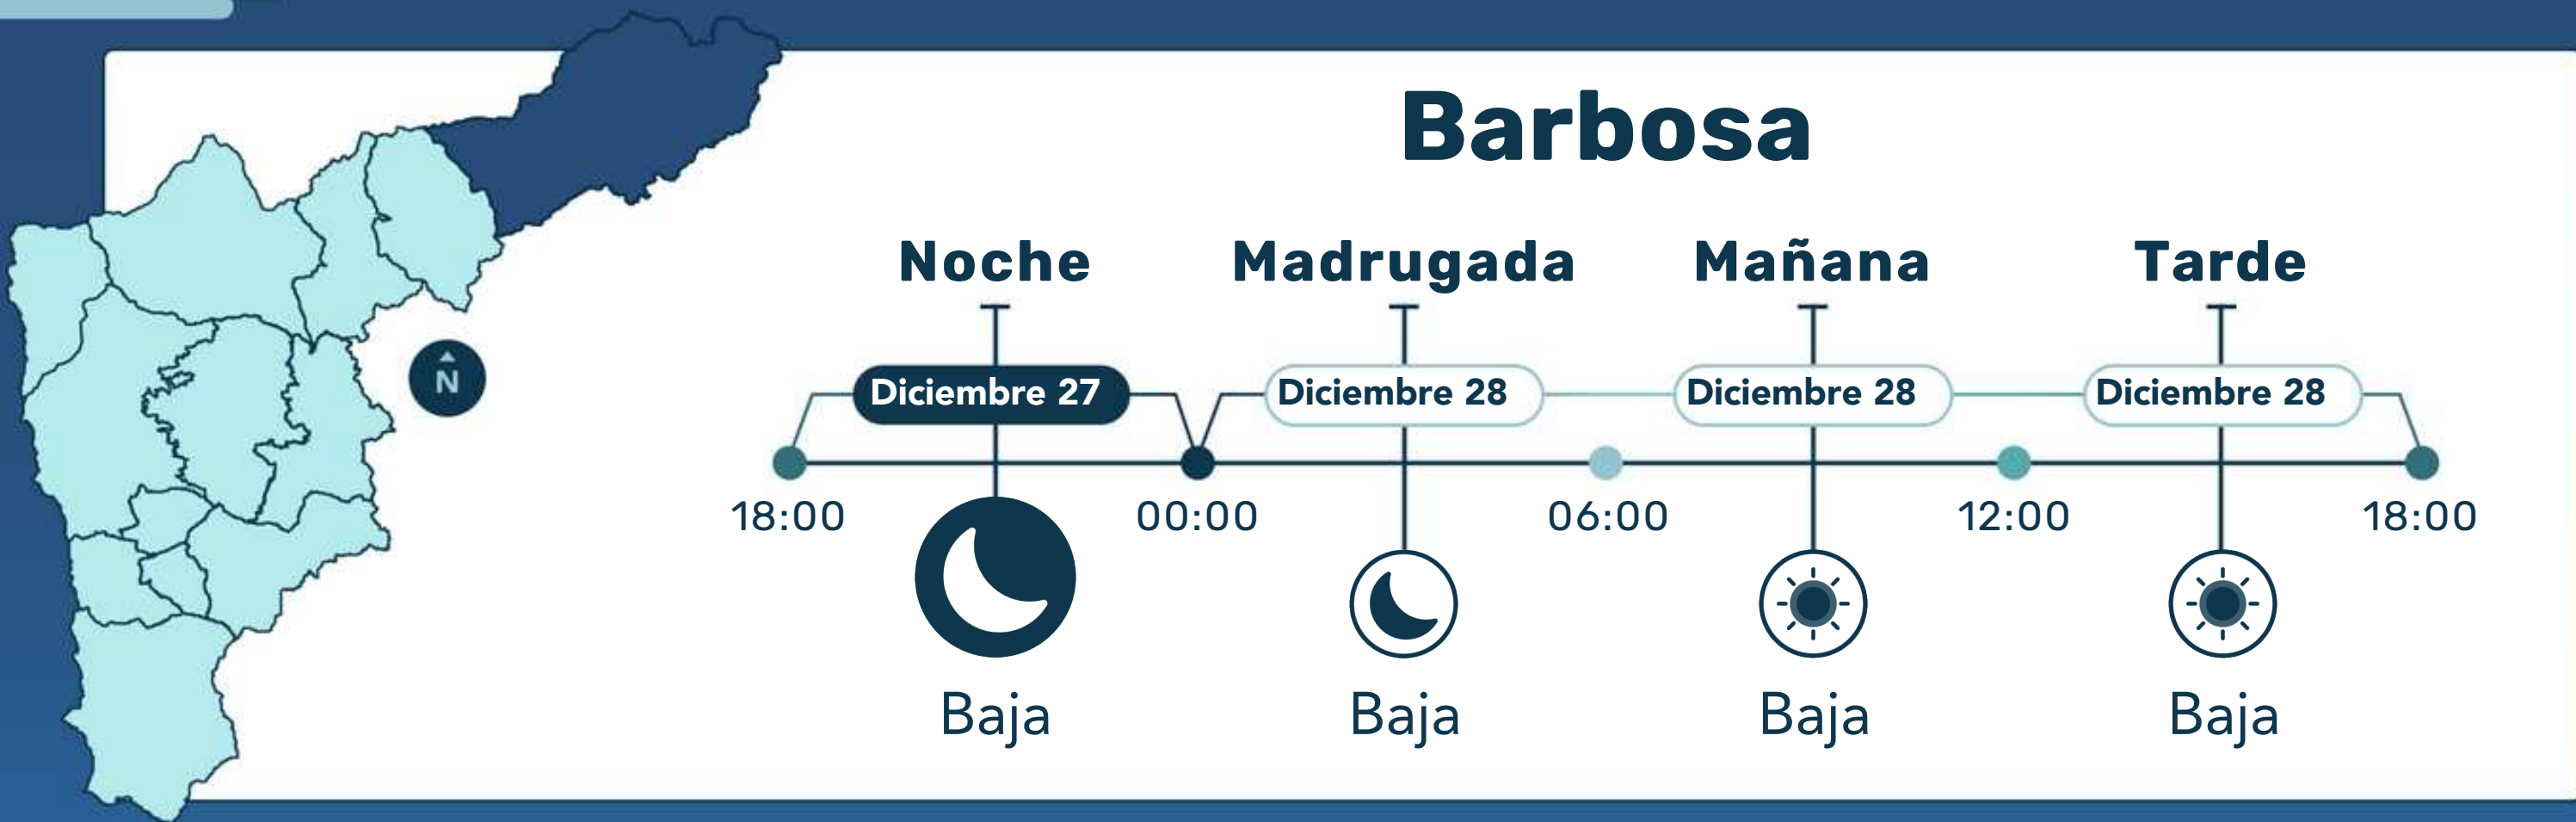 Barbosa
Noche Madrugada Mañana Tarde
N
Diciembre 27 Diciembre 28 Diciembre 28 Diciembre 28
18:00 00:00 06:00 12:00 18:00
Baja Baja Baja Baja